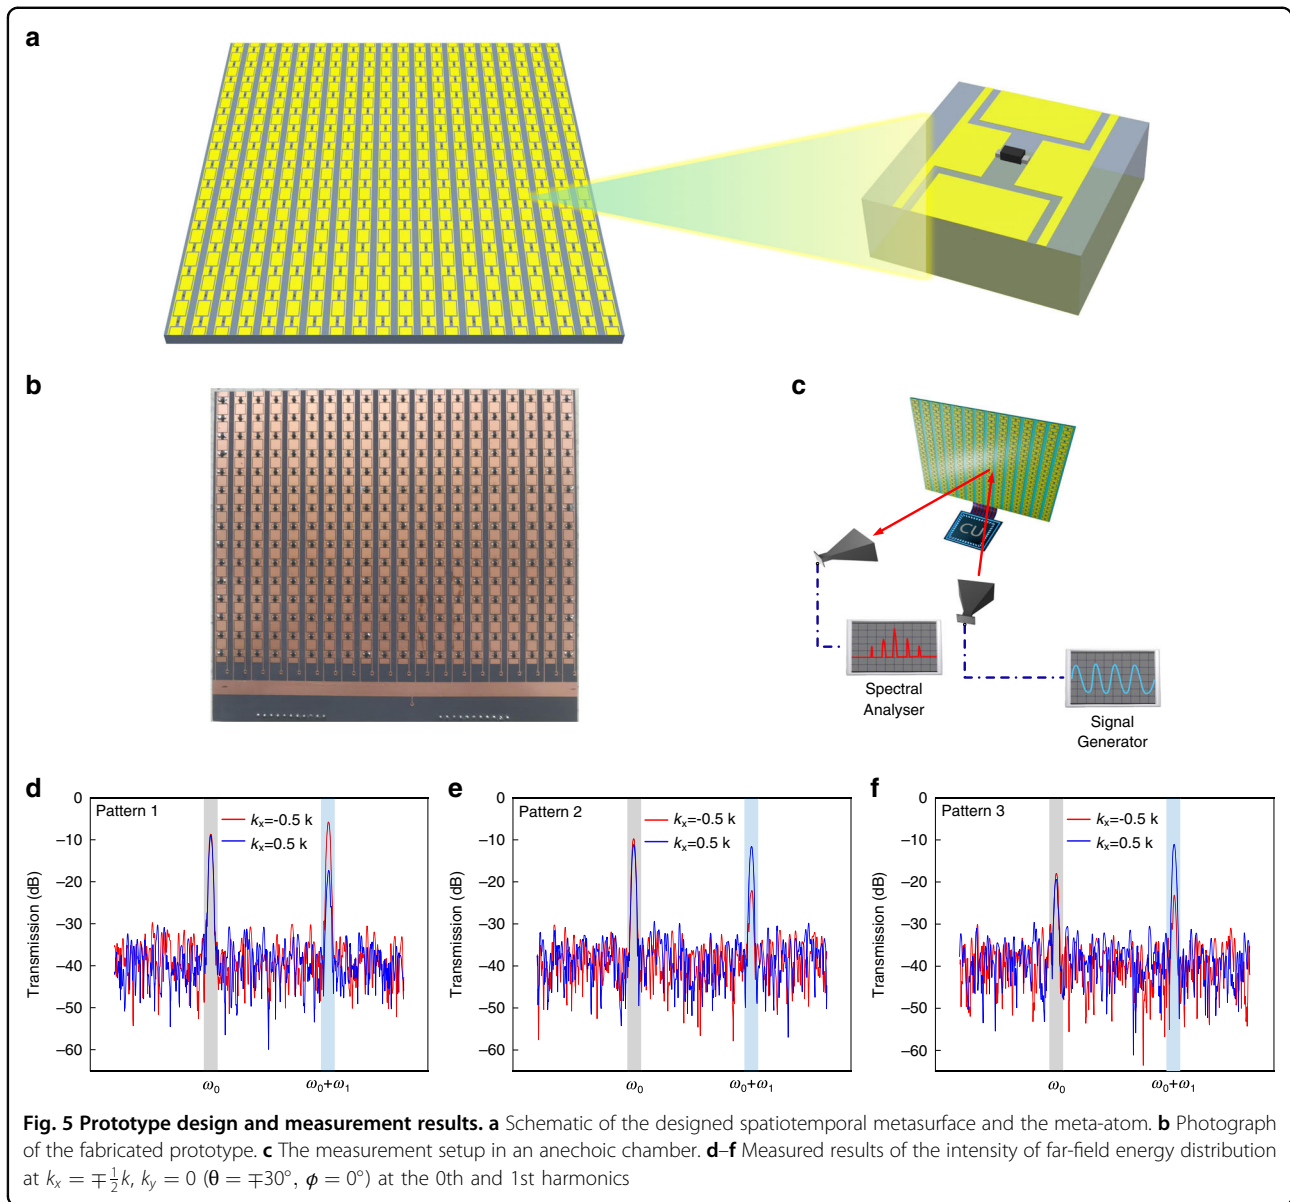 a
b
c
CU
Spectral
Analyser
Signal
Generator
d
Pattern 1
kₓ=-0.5 k
kₓ=0.5 k
Transmission (dB)
0
–10
–20
–30
–40
–50
–60
ω₀
ω₀+ω₁
e
Pattern 2
kₓ=-0.5 k
kₓ=0.5 k
Transmission (dB)
0
–10
–20
–30
–40
–50
–60
ω₀
ω₀+ω₁
f
Pattern 3
kₓ=-0.5 k
kₓ=0.5 k
Transmission (dB)
0
–10
–20
–30
–40
–50
–60
ω₀
ω₀+ω₁
Fig. 5 Prototype design and measurement results. a Schematic of the designed spatiotemporal metasurface and the meta-atom. b Photograph
of the fabricated prototype. c The measurement setup in an anechoic chamber. d–f Measured results of the intensity of far-field energy distribution
at kₓ = ∓½k, k_y = 0 (θ = ∓30°, ϕ = 0°) at the 0th and 1st harmonics